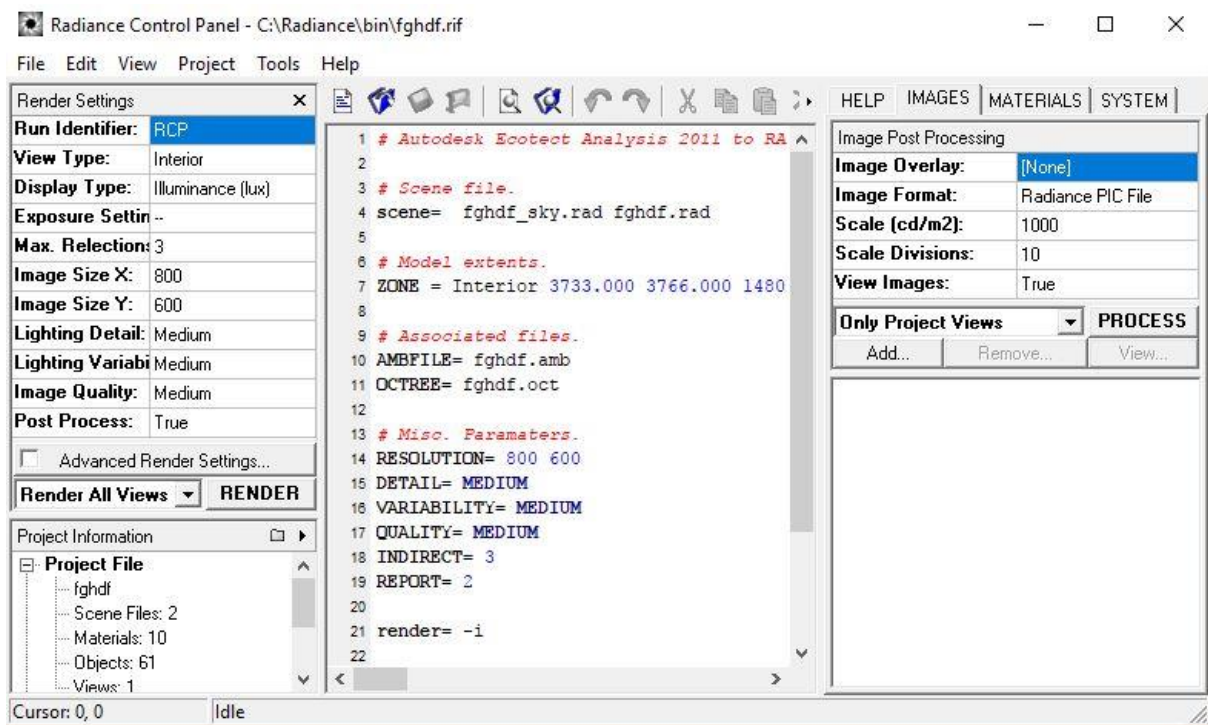 Radiance Control Panel - C:\Radiance\bin\fghdf.rif
File Edit View Project Tools Help
Render Settings
Run Identifier: RCP
View Type: Interior
Display Type: Illuminance (lux)
Exposure Settin --
Max. Relection: 3
Image Size X: 800
Image Size Y: 600
Lighting Detail: Medium
Lighting Variabi Medium
Image Quality: Medium
Post Process: True
Advanced Render Settings...
Render All Views RENDER
Project Information
Project File
fghdf
Scene Files: 2
Materials: 10
Objects: 61
Views: 1
1 # Autodesk Ecotect Analysis 2011 to RA
2
3 # Scene file.
4 scene= fghdf_sky.rad fghdf.rad
5
6 # Model extents.
7 ZONE = Interior 3733.000 3766.000 1480
8
9 # Associated files.
10 AMBFILE= fghdf.amb
11 OCTREE= fghdf.oct
12
13 # Misc. Paramaters.
14 RESOLUTION= 800 600
15 DETAIL= MEDIUM
16 VARIABILITY= MEDIUM
17 QUALITY= MEDIUM
18 INDIRECT= 3
19 REPORT= 2
20
21 render= -i
22
HELP IMAGES MATERIALS SYSTEM
Image Post Processing
Image Overlay: [None]
Image Format: Radiance PIC File
Scale (cd/m2): 1000
Scale Divisions: 10
View Images: True
Only Project Views PROCESS
Add... Remove... View...
Cursor: 0, 0 Idle